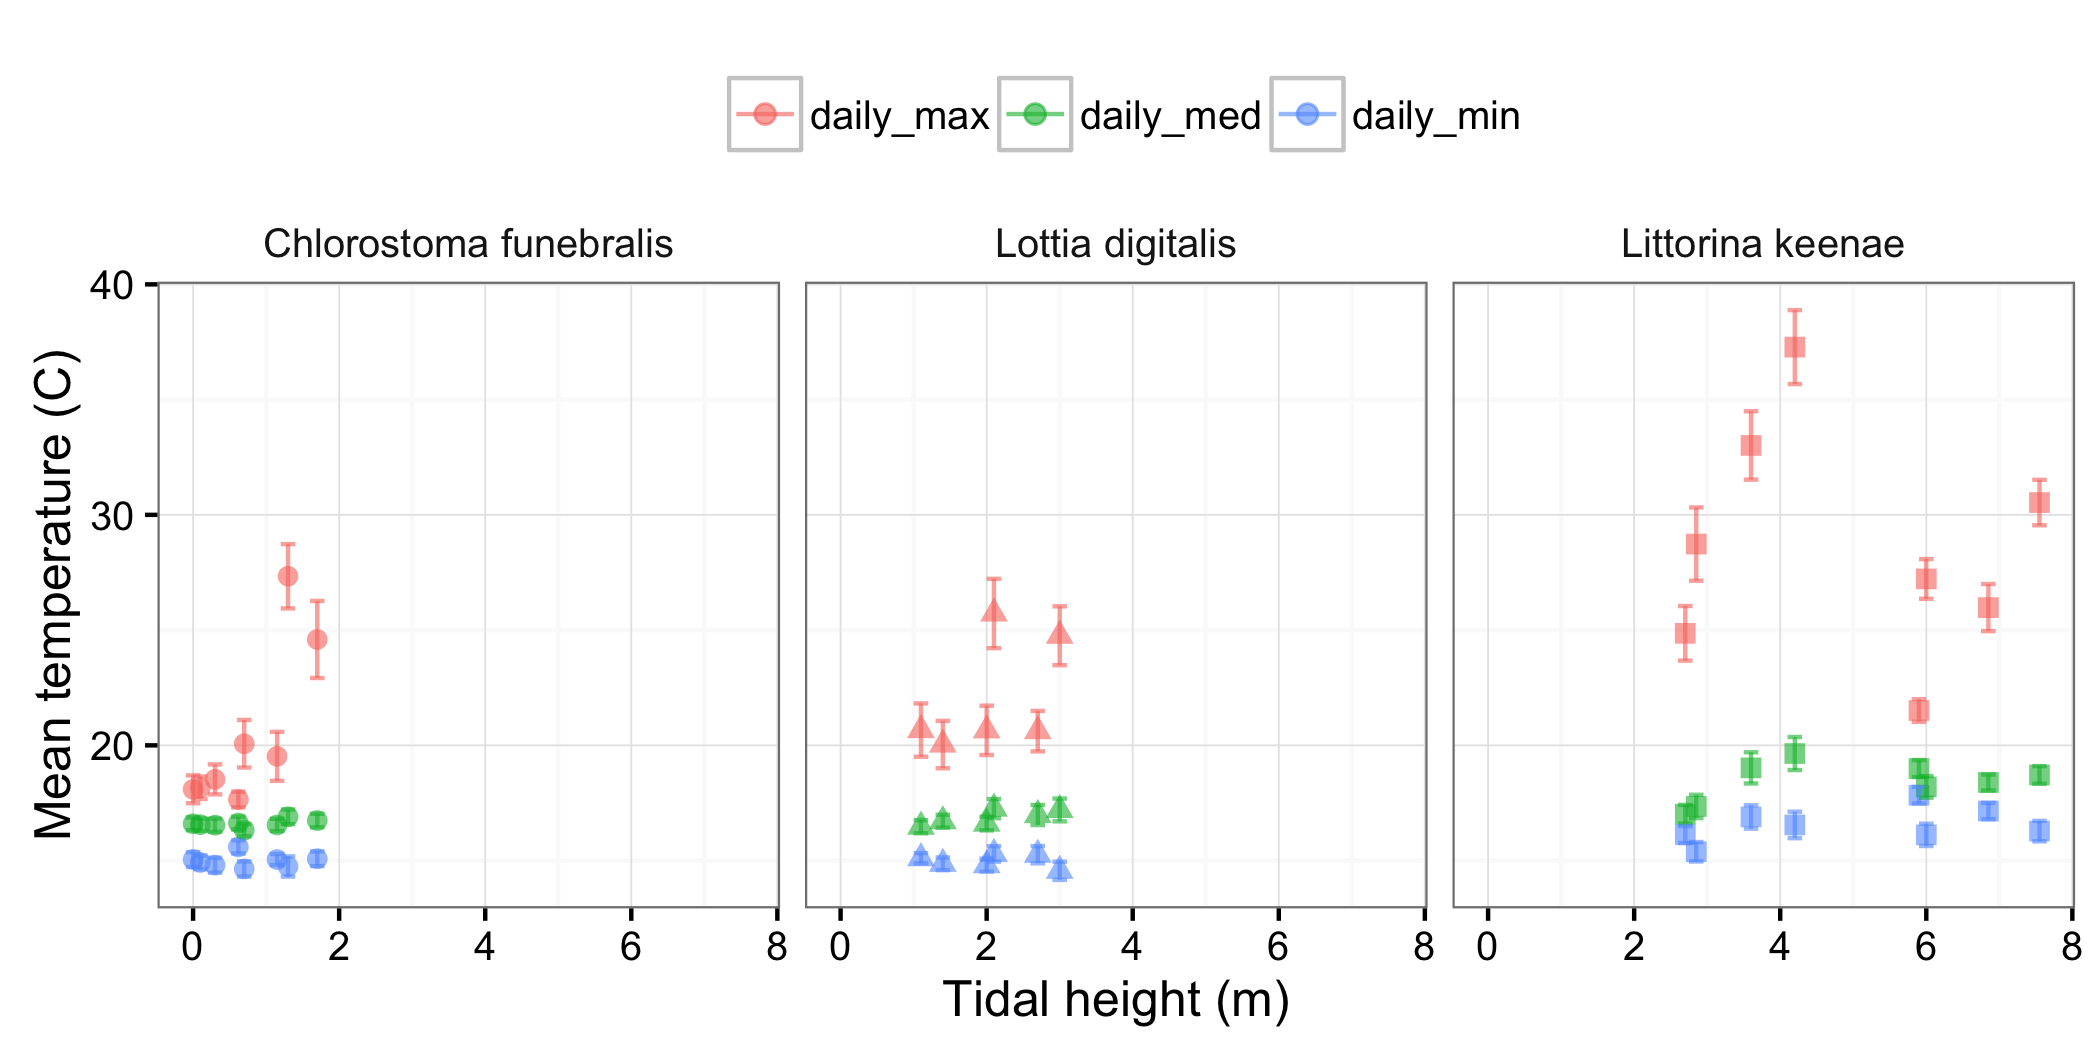 daily_max daily_med daily_min
Chlorostoma funebralis Lottia digitalis Littorina keenae
40
30
20
Mean temperature (C)
0 2 4 6 8 0 2 4 6 8 0 2 4 6 8
Tidal height (m)